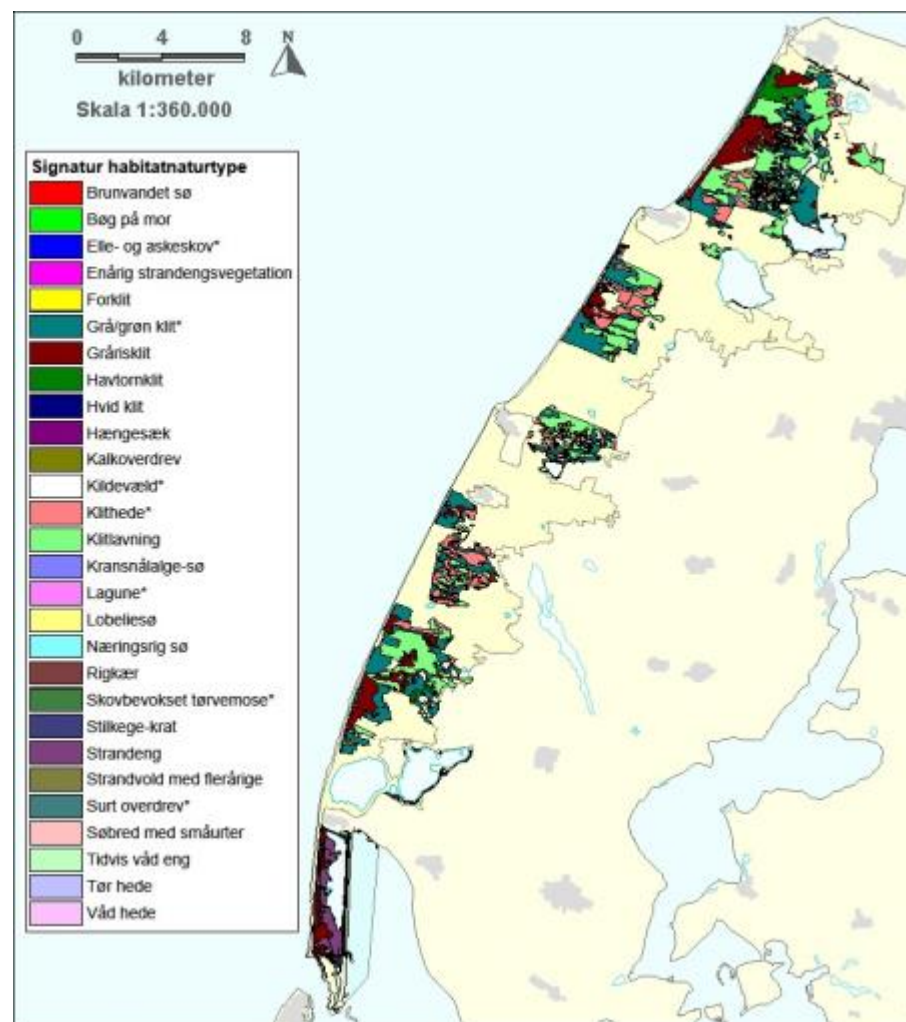 0 4 8
N
kilometer
Skala 1:360.000
Signatur habitatnaturtype
Brunvandet sø
Bøg på mor
Elle- og askeskov*
Enårig strandengsvegetation
Forklit
Grå/grøn klit*
Grårisklit
Havtornklit
Hvid klit
Hængesæk
Kalkoverdrev
Kildevæld*
Klithede*
Klitlavning
Kransnålalge-sø
Lagune*
Lobeliesø
Næringsrig sø
Rigkær
Skovbevokset tørvemose*
Stilkege-krat
Strandeng
Strandvold med flerårige
Surt overdrev*
Søbred med småurter
Tidvis våd eng
Tør hede
Våd hede